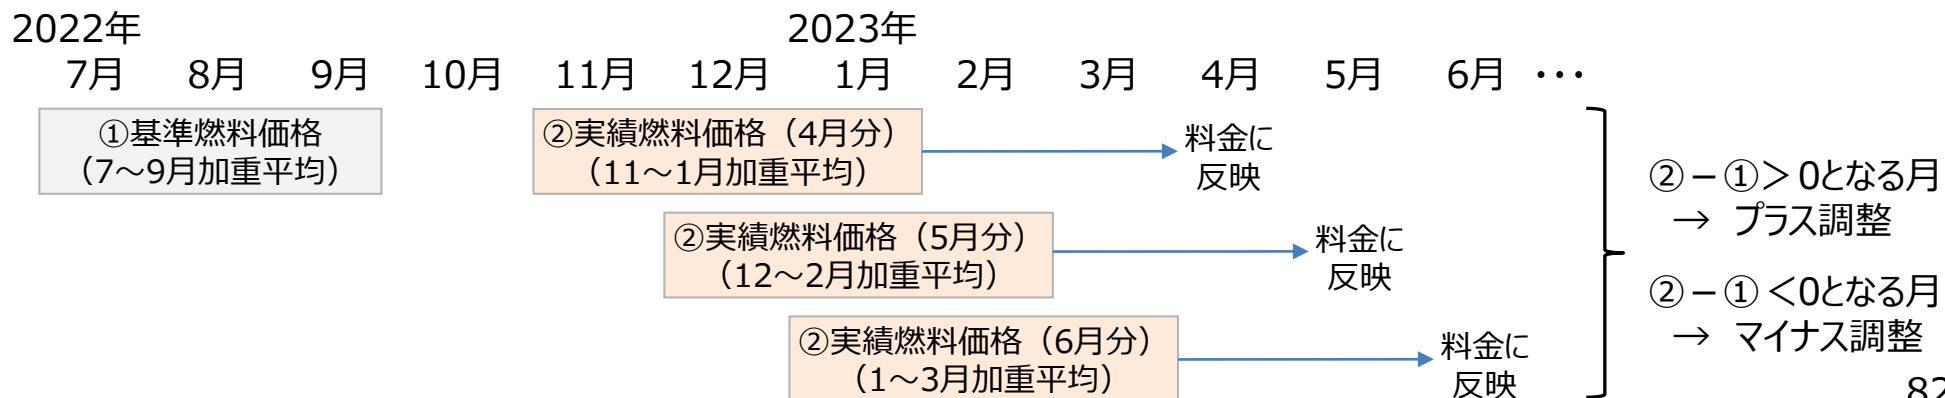 2022年
2023年
7月 8月 9月 10月 11月 12月 1月 2月 3月 4月 5月 6月 ・・・
①基準燃料価格
（7～9月加重平均）
②実績燃料価格（4月分）
（11～1月加重平均）
料金に
反映
②実績燃料価格（5月分）
（12～2月加重平均）
料金に
反映
②実績燃料価格（6月分）
（1～3月加重平均）
料金に
反映
②－①＞0となる月
→ プラス調整
②－①＜0となる月
→ マイナス調整
82